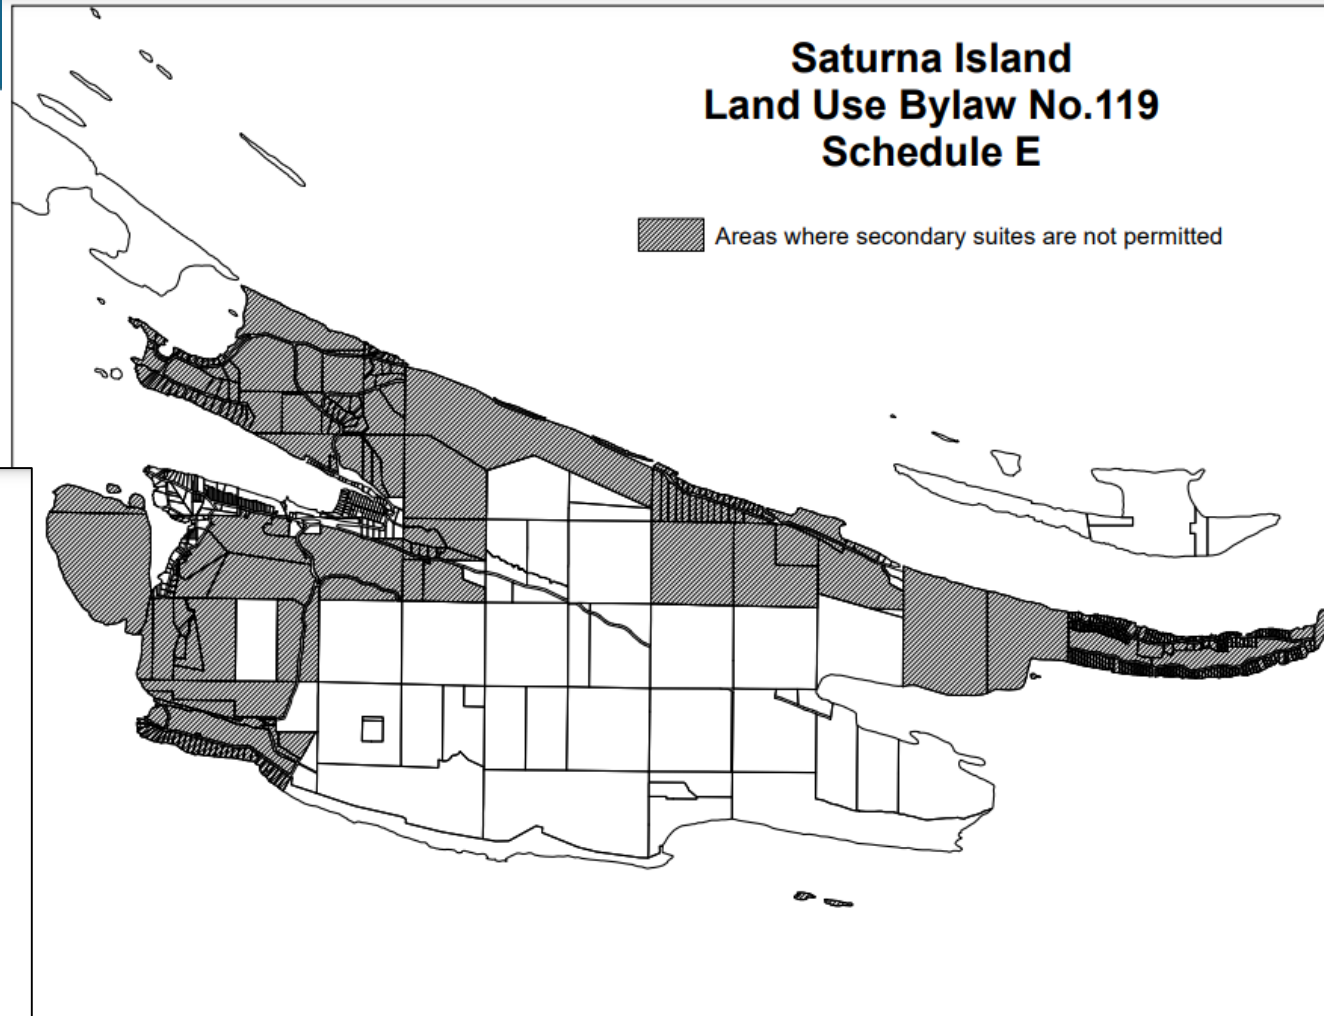 Saturna Island
Land Use Bylaw No.119
Schedule E
Areas where secondary suites are not permitted